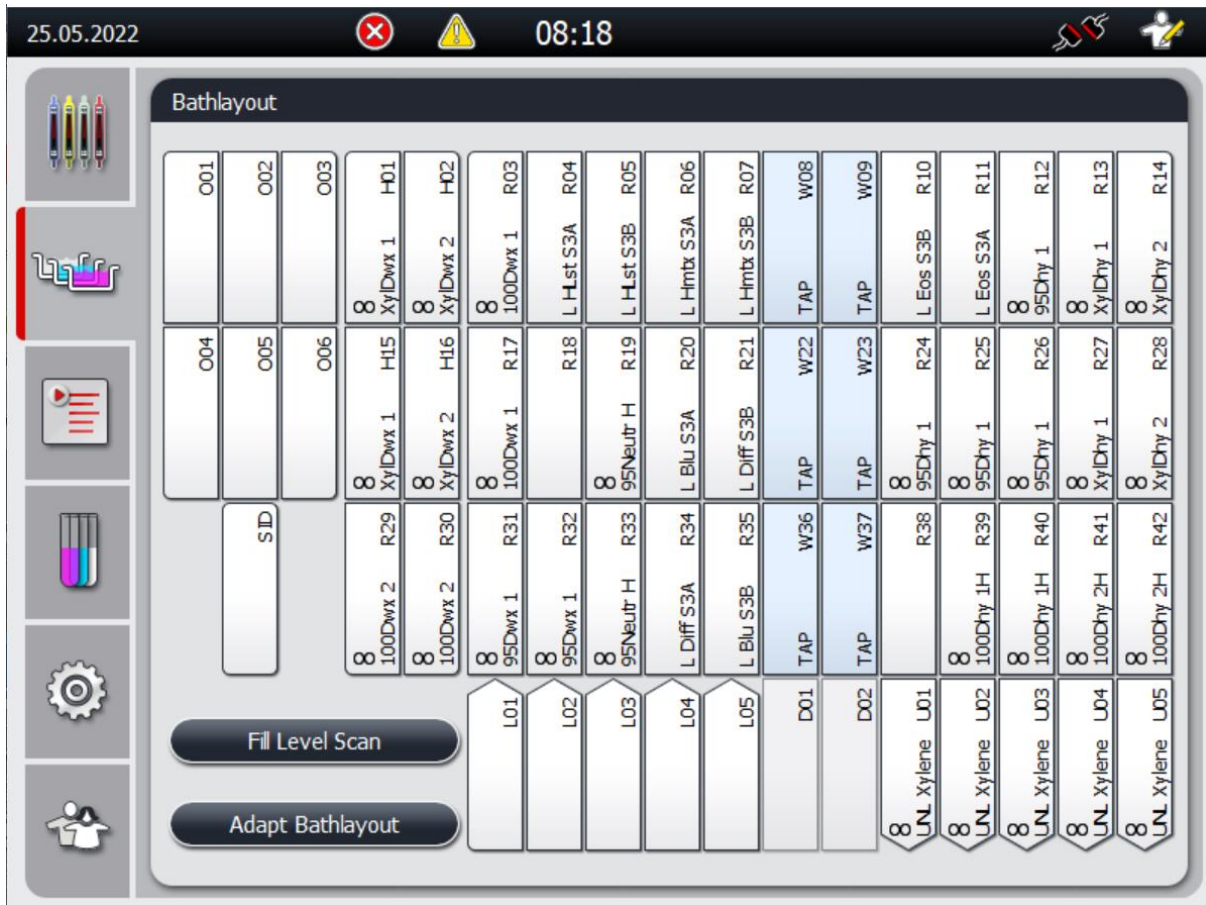 25.05.2022 08:18
Bathlayout
O01
O02
O03
∞ XylDwx 1 H01
∞ XylDwx 2 H02
∞ 100Dwx 1 R03
L HLst S3A R04
L HLst S3B R05
L Hmtx S3A R06
L Hmtx S3B R07
TAP W08
TAP W09
L Eos S3B R10
L Eos S3A R11
∞ 95Dhy 1 R12
∞ XylDhy 1 R13
∞ XylDhy 2 R14
O04
O05
O06
∞ XylDwx 1 H15
∞ XylDwx 2 H16
∞ 100Dwx 1 R17
R18
∞ 95Neutr H R19
L Blu S3A R20
L Diff S3B R21
TAP W22
TAP W23
∞ 95Dhy 1 R24
∞ 95Dhy 1 R25
∞ 95Dhy 1 R26
∞ XylDhy 1 R27
∞ XylDhy 2 R28
SID
∞ 100Dwx 2 R29
∞ 100Dwx 2 R30
∞ 95Dwx 1 R31
∞ 95Dwx 1 R32
∞ 95Neutr H R33
L Diff S3A R34
L Blu S3B R35
TAP W36
TAP W37
R38
∞ 100Dhy 1H R39
∞ 100Dhy 1H R40
∞ 100Dhy 2H R41
∞ 100Dhy 2H R42
L01
L02
L03
L04
L05
D01
D02
∞ UNL Xylene U01
∞ UNL Xylene U02
∞ UNL Xylene U03
∞ UNL Xylene U04
∞ UNL Xylene U05
Fill Level Scan
Adapt Bathlayout